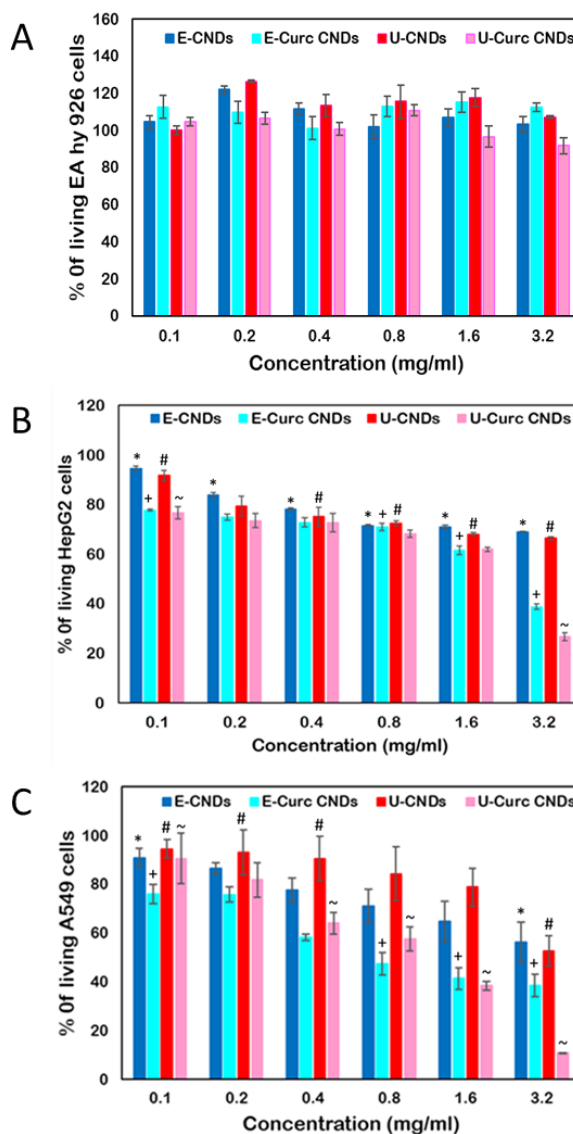 A
E-CNDs E-Curc CNDs U-CNDs U-Curc CNDs
160
140
120
100
80
60
40
20
0
% 0f living EA hy 926 cells
0.1 0.2 0.4 0.8 1.6 3.2
Concentration (mg/ml)
B
120
E-CNDs E-Curc CNDs U-CNDs U-Curc CNDs
100
80
60
40
20
0
% 0f living HepG2 cells
* + # ~ * * # * + # * + # * + # ~
0.1 0.2 0.4 0.8 1.6 3.2
Concentration (mg/ml)
C
120
E-CNDs E-Curc CNDs U-CNDs U-Curc CNDs
100
80
60
40
20
0
% 0f living A549 cells
* + # ~ # # ~ + ~ + ~ * + # ~
0.1 0.2 0.4 0.8 1.6 3.2
Concentration (mg/ml)